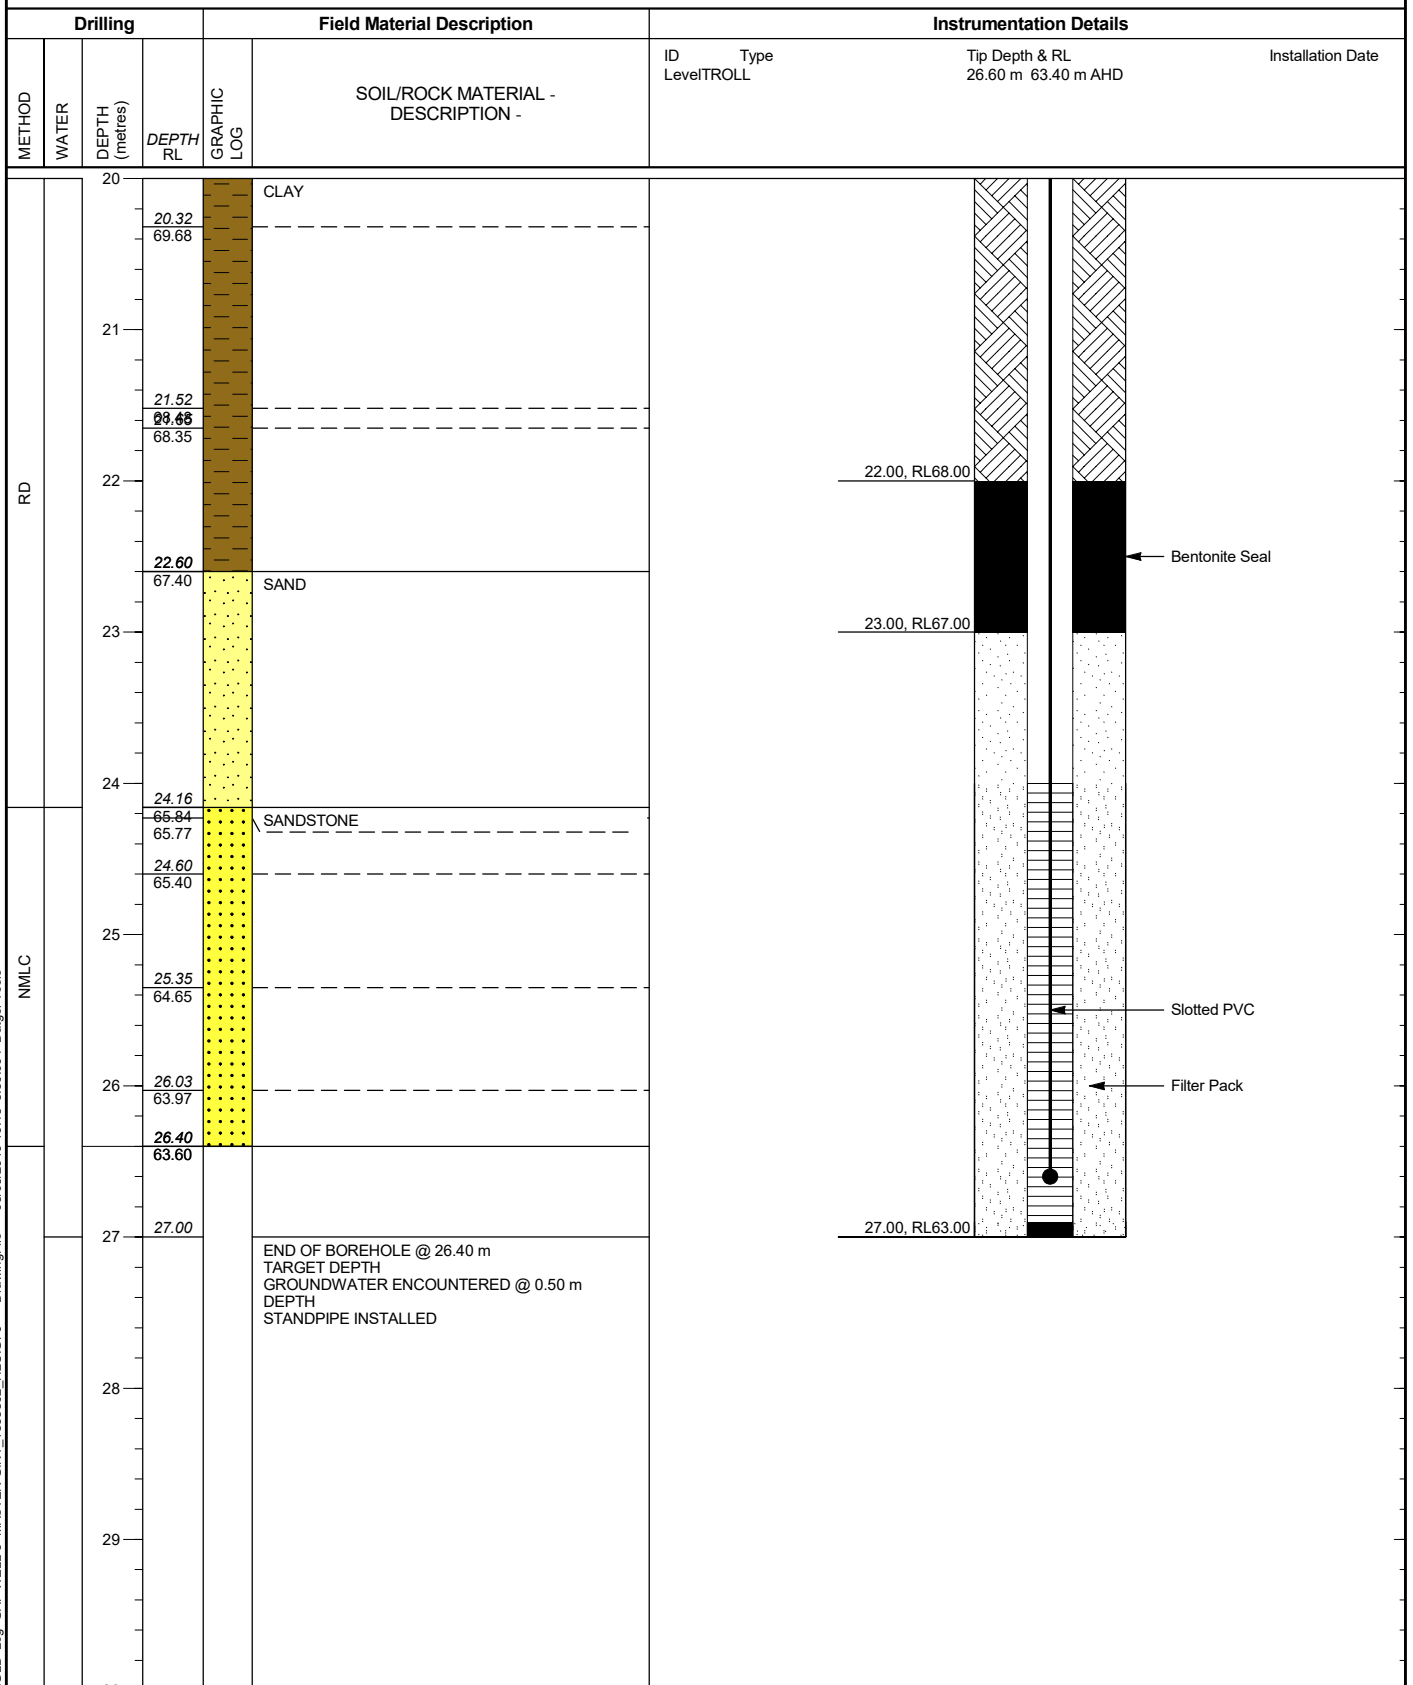 Drilling
Field Material Description
Instrumentation Details
METHOD
WATER
DEPTH
(metres)
DEPTH
RL
GRAPHIC
LOG
SOIL/ROCK MATERIAL -
DESCRIPTION -
ID Type Tip Depth & RL Installation Date
LevelTROLL 26.60 m 63.40 m AHD
20
CLAY
20.32
69.68
21
21.52
68.48
21.65
68.35
RD
22
22.00, RL68.00
Bentonite Seal
22.60
67.40
SAND
23
23.00, RL67.00
24
24.16
65.84
SANDSTONE
65.77
24.60
65.40
25
NMLC
25.35
64.65
Slotted PVC
26
26.03
63.97
Filter Pack
26.40
63.60
27
27.00
27.00, RL63.00
END OF BOREHOLE @ 26.40 m
TARGET DEPTH
GROUNDWATER ENCOUNTERED @ 0.50 m
DEPTH
STANDPIPE INSTALLED
28
29